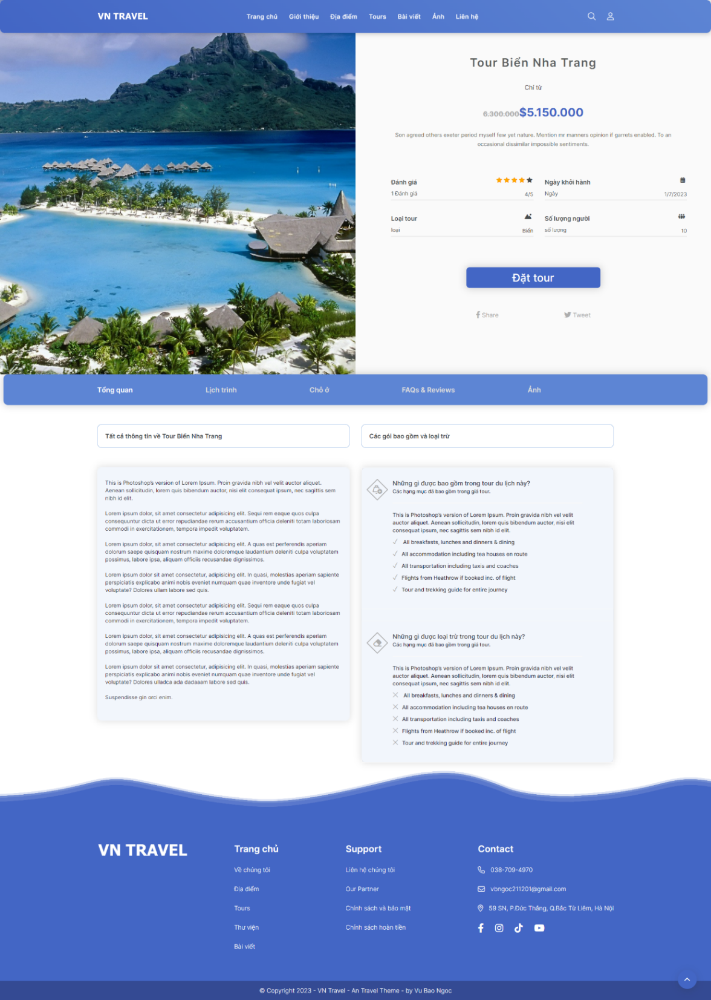 VN TRAVEL
Trang chủ Giới thiệu Địa điểm Tours Bài viết Ảnh Liên hệ
Tour Biển Nha Trang
Chỉ từ
6.300.000$5.150.000
Son agreed others exeter period myself few yet nature. Mention mr manners opinion if garrets enabled. To an
occasional dissimilar impossible sentiments.
Đánh giá
1 Đánh giá 4/5
Ngày khởi hành
Ngày 1/7/2023
Loại tour
loại Biển
Số lượng người
số lượng 10
Đặt tour
Share Tweet
Tổng quan Lịch trình Chỗ ở FAQs & Reviews Ảnh
Tất cả thông tin về Tour Biển Nha Trang
This is Photoshop's version of Lorem Ipsum. Proin gravida nibh vel velit auctor aliquet.
Aenean sollicitudin, lorem quis bibendum auctor, nisi elit consequat ipsum, nec sagittis sem
nibh id elit.
Lorem ipsum dolor, sit amet consectetur adipisicing elit. Sequi rem eaque quos culpa
consequuntur dicta ut error repudiandae rerum accusantium officia deleniti totam laboriosam
commodi in exercitationem, tempora impedit voluptatem.
Lorem ipsum dolor, sit amet consectetur adipisicing elit. A quas est perferendis aperiam
dolorum saepe quisquam nostrum maxime doloremque laudantium deleniti culpa voluptatem
possimus, labore ipsa, aliquam officiis recusandae dignissimos.
Lorem ipsum dolor sit amet consectetur, adipisicing elit. In quasi, molestias aperiam sapiente
perspiciatis explicabo animi nobis eveniet numquam quae inventore unde fugiat vel
voluptate? Dolores ullam labore sed quis.
Lorem ipsum dolor, sit amet consectetur adipisicing elit. Sequi rem eaque quos culpa
consequuntur dicta ut error repudiandae rerum accusantium officia deleniti totam laboriosam
commodi in exercitationem, tempora impedit voluptatem.
Lorem ipsum dolor, sit amet consectetur adipisicing elit. A quas est perferendis aperiam
dolorum saepe quisquam nostrum maxime doloremque laudantium deleniti culpa voluptatem
possimus, labore ipsa, aliquam officiis recusandae dignissimos.
Lorem ipsum dolor sit amet consectetur, adipisicing elit. In quasi, molestias aperiam sapiente
perspiciatis explicabo animi nobis eveniet numquam quae inventore unde fugiat vel
voluptate? Dolores ulladca ada dadaaam labore sed quis.
Suspendisse gin orci enim.
Các gói bao gồm và loại trừ
Những gì được bao gồm trong tour du lịch này?
Các hạng mục đã bao gồm trong giá tour.
This is Photoshop's version of Lorem Ipsum. Proin gravida nibh vel velit
auctor aliquet. Aenean sollicitudin, lorem quis bibendum auctor, nisi elit
consequat ipsum, nec sagittis sem nibh id elit.
All breakfasts, lunches and dinners & dining
All accommodation including tea houses en route
All transportation including taxis and coaches
Flights from Heathrow if booked inc. of flight
Tour and trekking guide for entire journey
Những gì được loại trừ trong tour du lịch này?
Các hạng mục đã bao gồm trong giá tour.
This is Photoshop's version of Lorem Ipsum. Proin gravida nibh vel velit
auctor aliquet. Aenean sollicitudin, lorem quis bibendum auctor, nisi elit
consequat ipsum, nec sagittis sem nibh id elit.
All breakfasts, lunches and dinners & dining
All accommodation including tea houses en route
All transportation including taxis and coaches
Flights from Heathrow if booked inc. of flight
Tour and trekking guide for entire journey
VN TRAVEL
Trang chủ
Về chúng tôi
Địa điểm
Tours
Thư viện
Bài viết
Support
Liên hệ chúng tôi
Our Partner
Chính sách và bảo mật
Chính sách hoàn tiền
Contact
038-709-4970
vbngoc211201@gmail.com
59 SN, P.Đức Thắng, Q.Bắc Từ Liêm, Hà Nội
© Copyright 2023 - VN Travel - An Travel Theme - by Vu Bao Ngoc